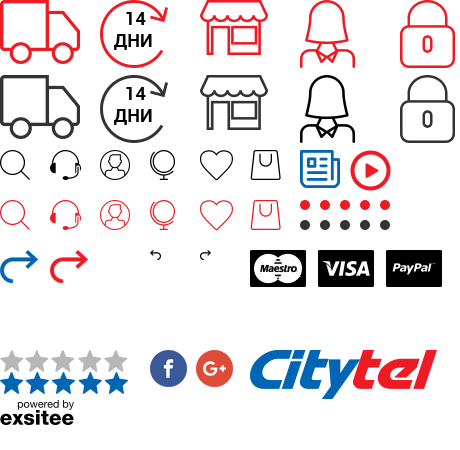 14
ДНИ
0
14
ДНИ
0
Maestro
VISA
PayPal
f
G+
Citytel
powered by
exsitee